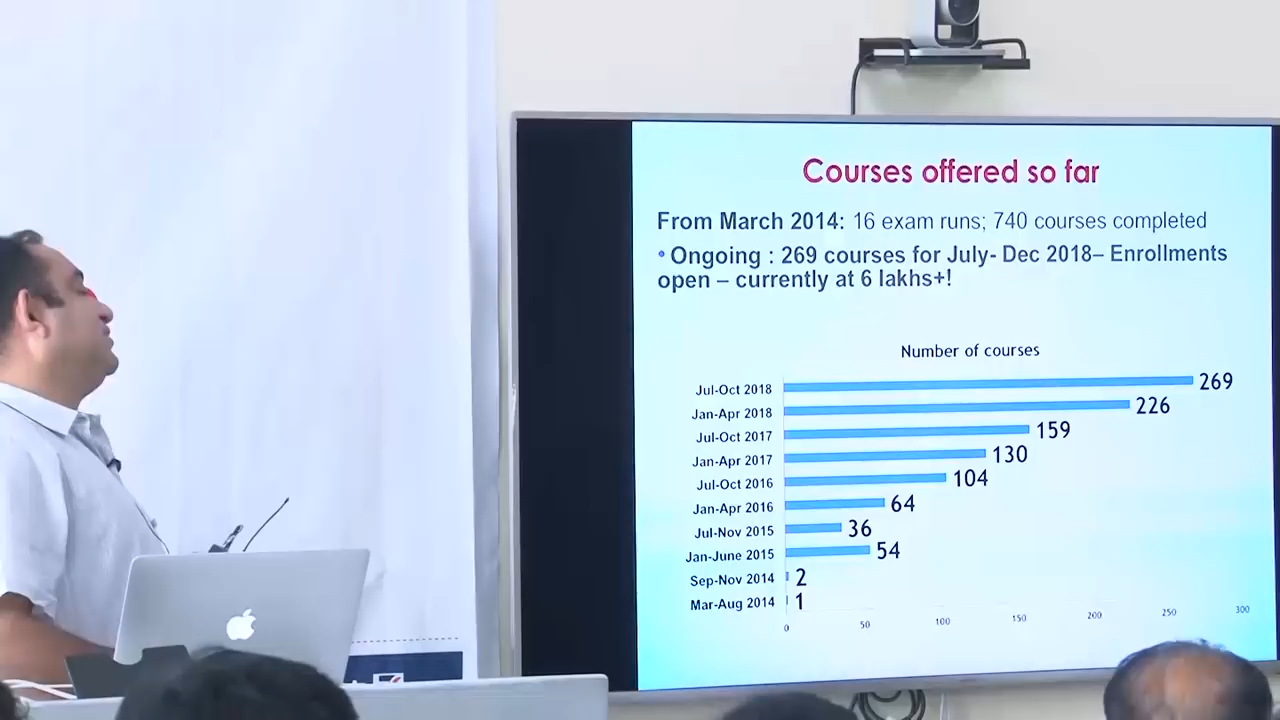 Courses offered so far
From March 2014: 16 exam runs; 740 courses completed
• Ongoing : 269 courses for July- Dec 2018– Enrollments
open – currently at 6 lakhs+!
Number of courses
Jul-Oct 2018 269
Jan-Apr 2018 226
Jul-Oct 2017 159
Jan-Apr 2017 130
Jul-Oct 2016 104
Jan-Apr 2016 64
Jul-Nov 2015 36
Jan-June 2015 54
Sep-Nov 2014 2
Mar-Aug 2014 1
0 50 100 150 200 250 300